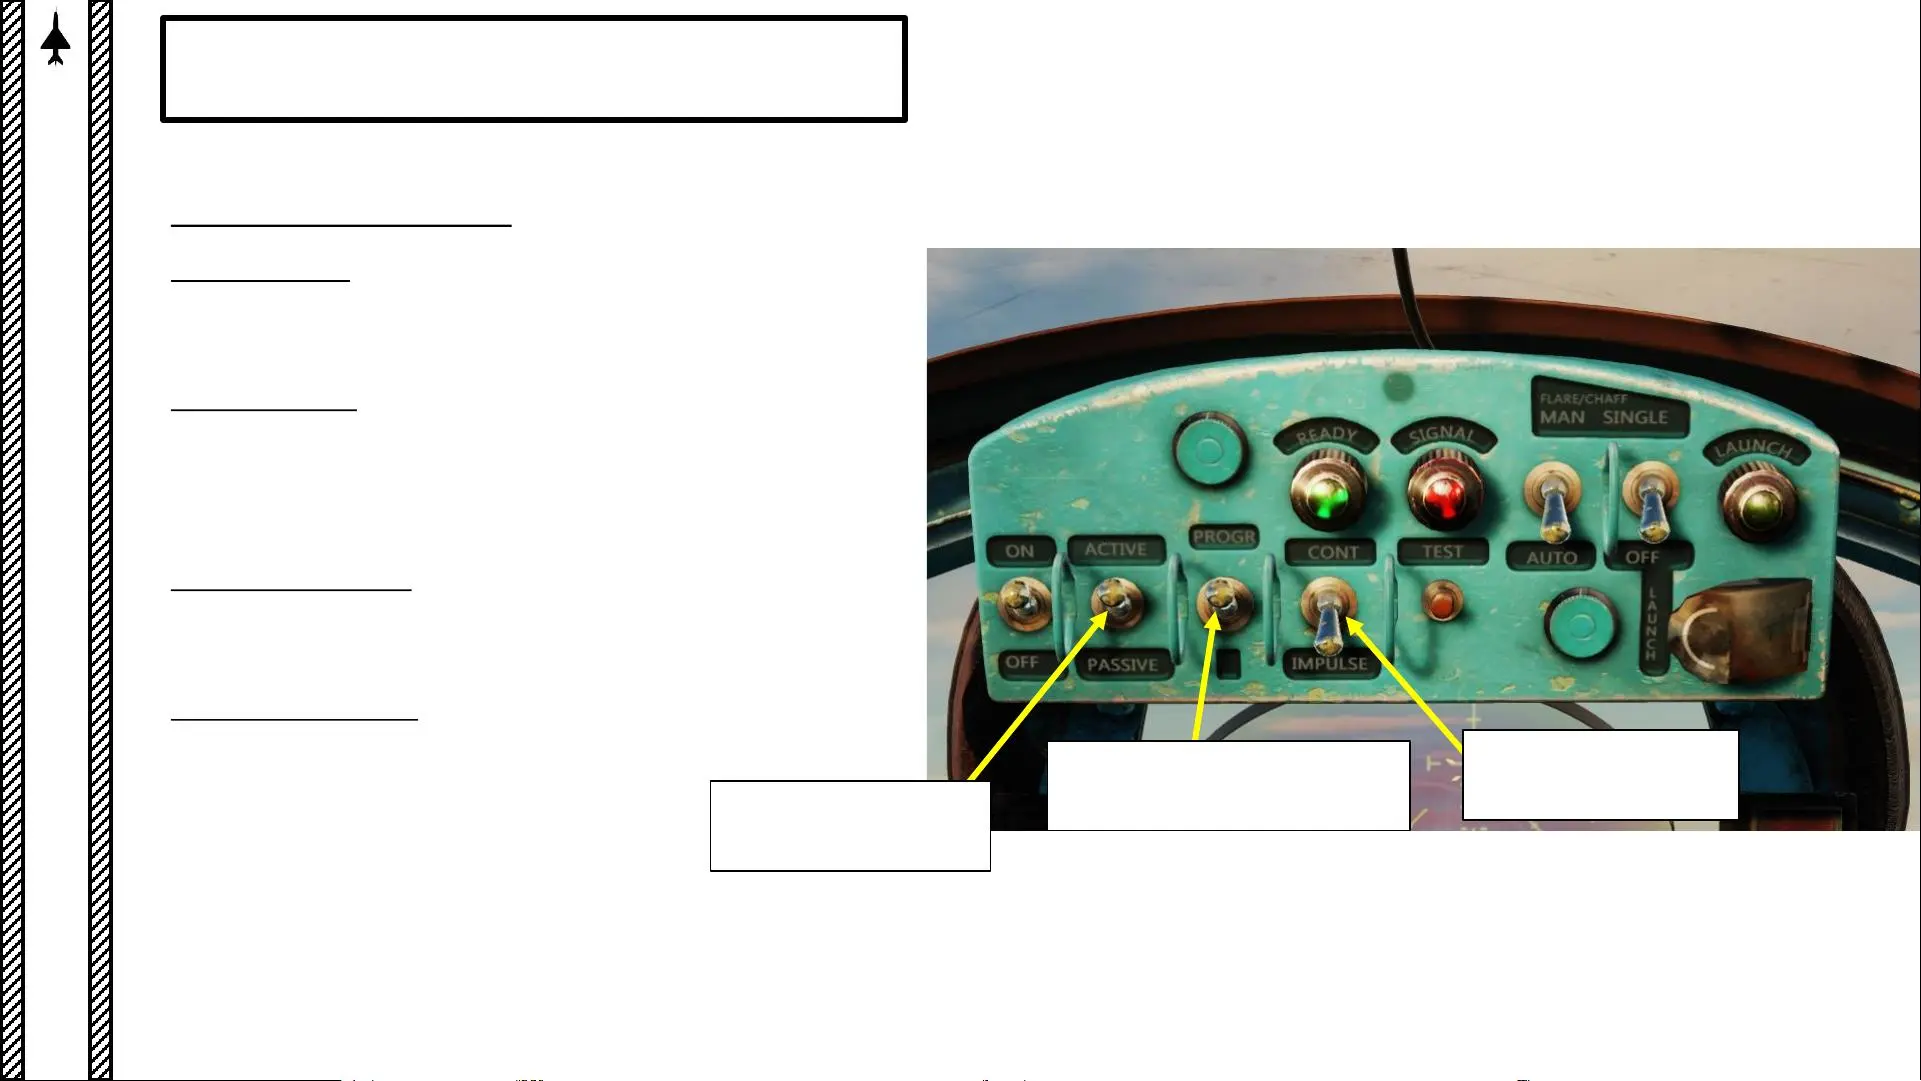 FLARE/CHAFF
MAN SINGLE
READY
SIGNAL
LAUNCH
PROGR
ON
ACTIVE
CONT
TEST
AUTO
OFF
LAUNCH
OFF
PASSIVE
IMPULSE